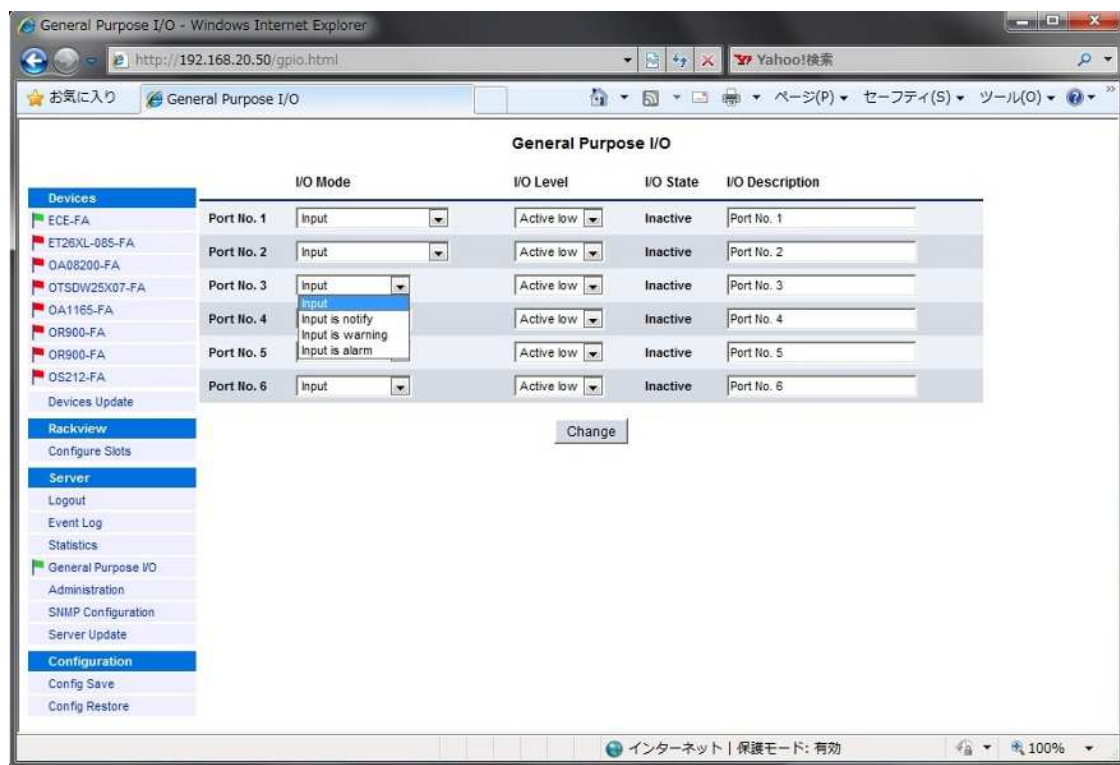 General Purpose I/O - Windows Internet Explorer
http://192.168.20.50/gpio.html
Yahoo!検索
お気に入り
General Purpose I/O
ページ(P)
セーフティ(S)
ツール(O)
General Purpose I/O
I/O Mode I/O Level I/O State I/O Description
Port No. 1 Input Active low Inactive Port No. 1
Port No. 2 Input Active low Inactive Port No. 2
Port No. 3 Input Active low Inactive Port No. 3
Input
Input is notify
Input is warning
Input is alarm
Port No. 4 Active low Inactive Port No. 4
Port No. 5 Active low Inactive Port No. 5
Port No. 6 Input Active low Inactive Port No. 6
Change
Devices
ECE-FA
ET26XL-085-FA
OA08200-FA
OTSDW25X07-FA
OA1165-FA
OR900-FA
OR900-FA
OS212-FA
Devices Update
Rackview
Configure Slots
Server
Logout
Event Log
Statistics
General Purpose I/O
Administration
SNMP Configuration
Server Update
Configuration
Config Save
Config Restore
インターネット | 保護モード: 有効
100%